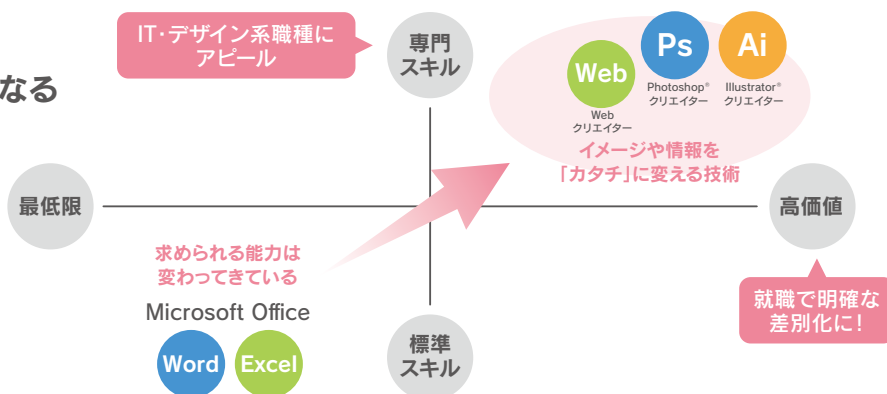 IT・デザイン系職種に
アピール
専門
スキル
Web
Ps
Ai
Web
クリエイター
Photoshop®
クリエイター
Illustrator®
クリエイター
なる
イメージや情報を
「カタチ」に変える技術
最低限
高価値
求められる能力は
変わってきている
Microsoft Office
Word
Excel
標準
スキル
就職で明確な
差別化に！